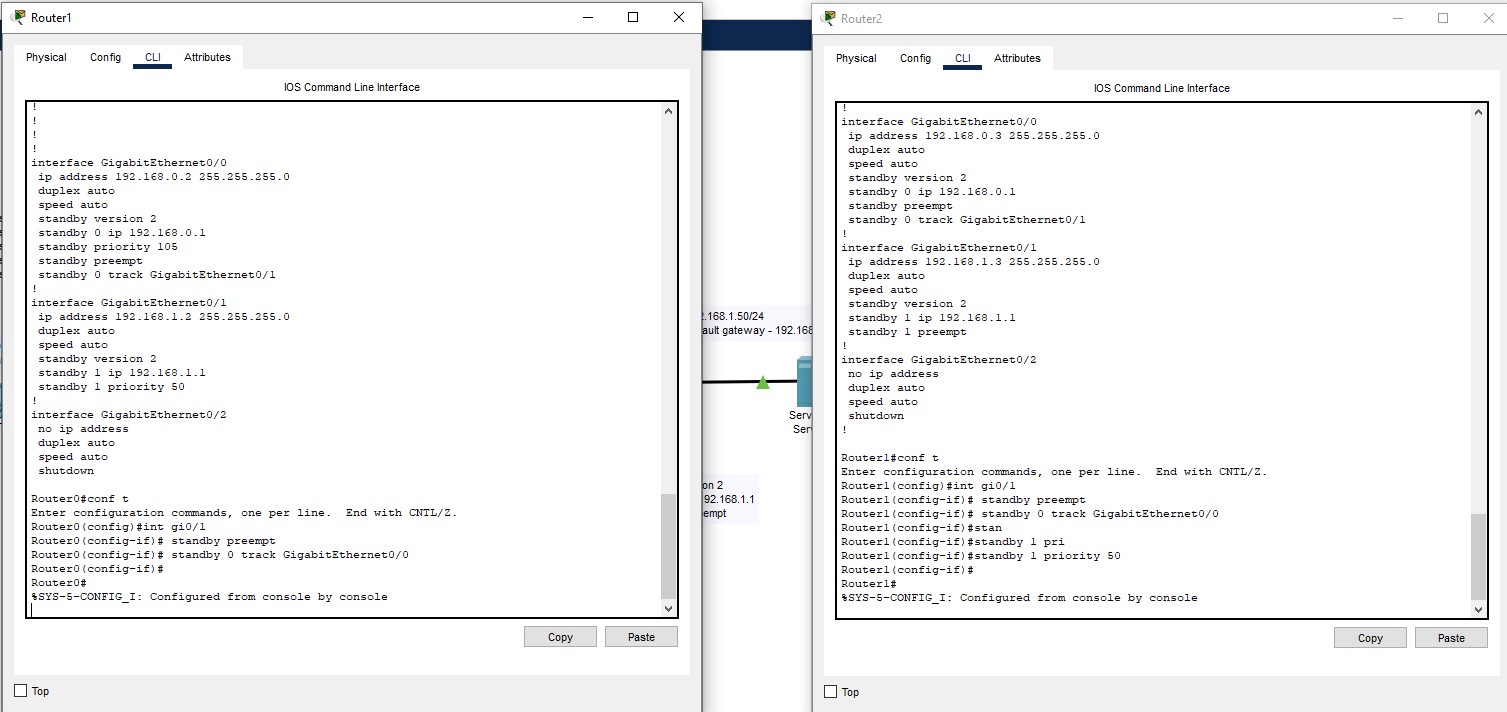 Router1
Physical Config CLI Attributes
IOS Command Line Interface
!
!
!
!
interface GigabitEthernet0/0
ip address 192.168.0.2 255.255.255.0
duplex auto
speed auto
standby version 2
standby 0 ip 192.168.0.1
standby priority 105
standby preempt
standby 0 track GigabitEthernet0/1
!
interface GigabitEthernet0/1
ip address 192.168.1.2 255.255.255.0
duplex auto
speed auto
standby version 2
standby 1 ip 192.168.1.1
standby 1 priority 50
!
interface GigabitEthernet0/2
no ip address
duplex auto
speed auto
shutdown
Router0#conf t
Enter configuration commands, one per line.  End with CNTL/Z.
Router0(config)#int gi0/1
Router0(config-if)# standby preempt
Router0(config-if)# standby 0 track GigabitEthernet0/0
Router0(config-if)#
Router0#
%SYS-5-CONFIG_I: Configured from console by console
Copy Paste
Top
2.168.1.50/24
ault gateway - 192.168
Serv
Ser
on 2
92.168.1.1
empt
Router2
Physical Config CLI Attributes
IOS Command Line Interface
!
interface GigabitEthernet0/0
ip address 192.168.0.3 255.255.255.0
duplex auto
speed auto
standby version 2
standby 0 ip 192.168.0.1
standby preempt
standby 0 track GigabitEthernet0/1
!
interface GigabitEthernet0/1
ip address 192.168.1.3 255.255.255.0
duplex auto
speed auto
standby version 2
standby 1 ip 192.168.1.1
standby 1 preempt
!
interface GigabitEthernet0/2
no ip address
duplex auto
speed auto
shutdown
!
Router1#conf t
Enter configuration commands, one per line.  End with CNTL/Z.
Router1(config)#int gi0/1
Router1(config-if)# standby preempt
Router1(config-if)# standby 0 track GigabitEthernet0/0
Router1(config-if)#stan
Router1(config-if)#standby 1 pri
Router1(config-if)#standby 1 priority 50
Router1(config-if)#
Router1#
%SYS-5-CONFIG_I: Configured from console by console
Copy Paste
Top